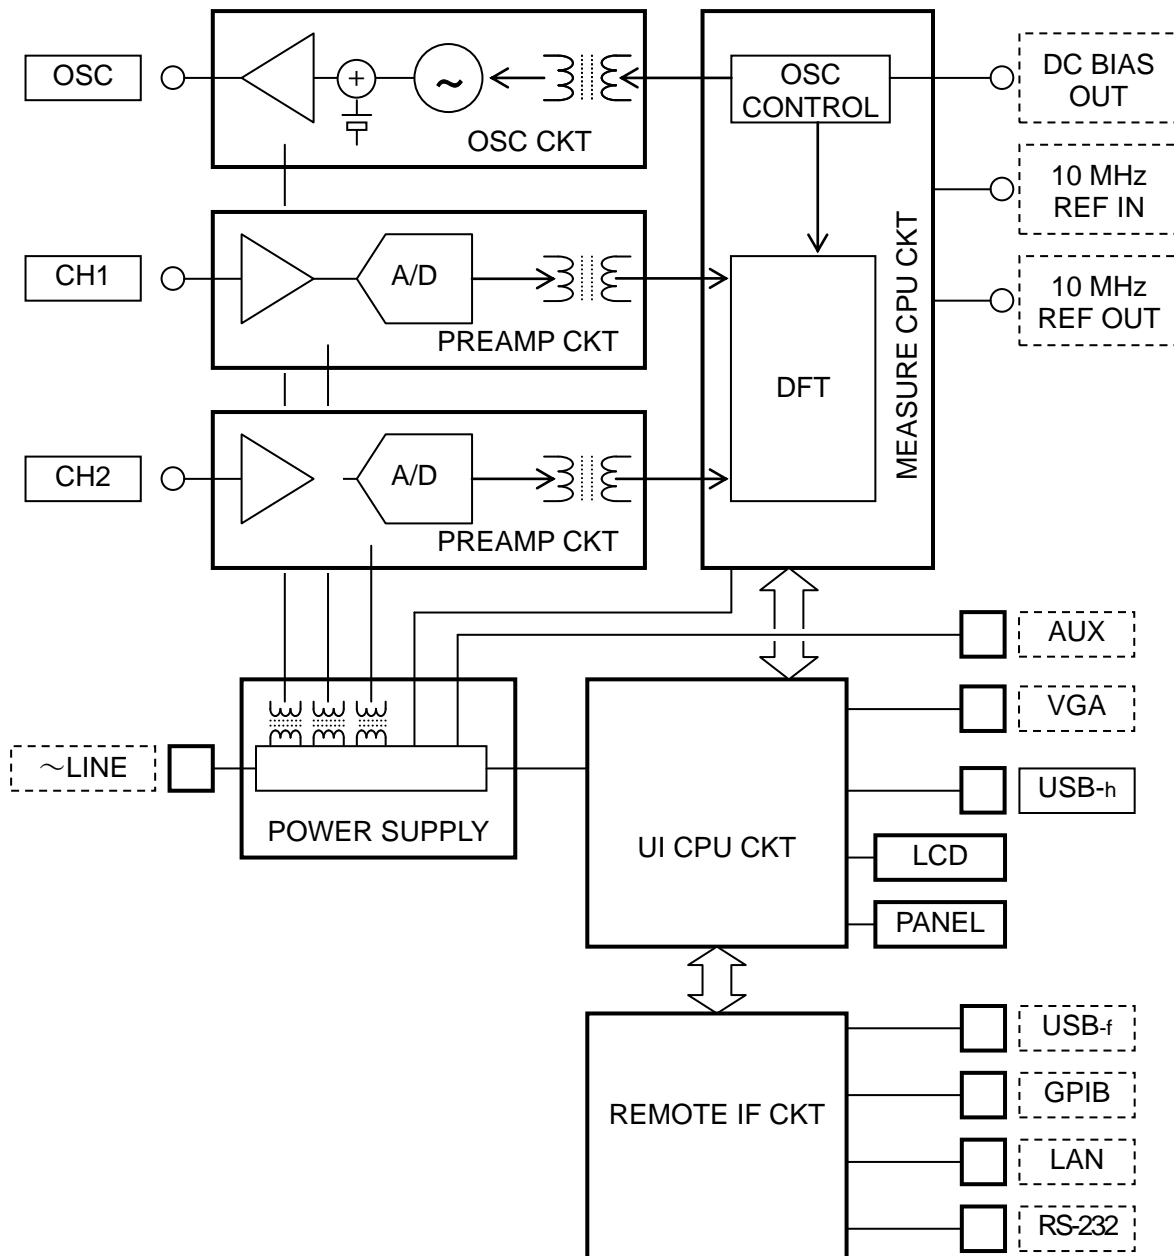 OSC
OSC CKT
OSC
CONTROL
DC BIAS
OUT
10 MHz
REF IN
10 MHz
REF OUT
MEASURE CPU CKT
CH1
A/D
PREAMP CKT
DFT
CH2
A/D
PREAMP CKT
AUX
VGA
USB-h
LCD
PANEL
~LINE
POWER SUPPLY
UI CPU CKT
REMOTE IF CKT
USB-f
GPIB
LAN
RS-232